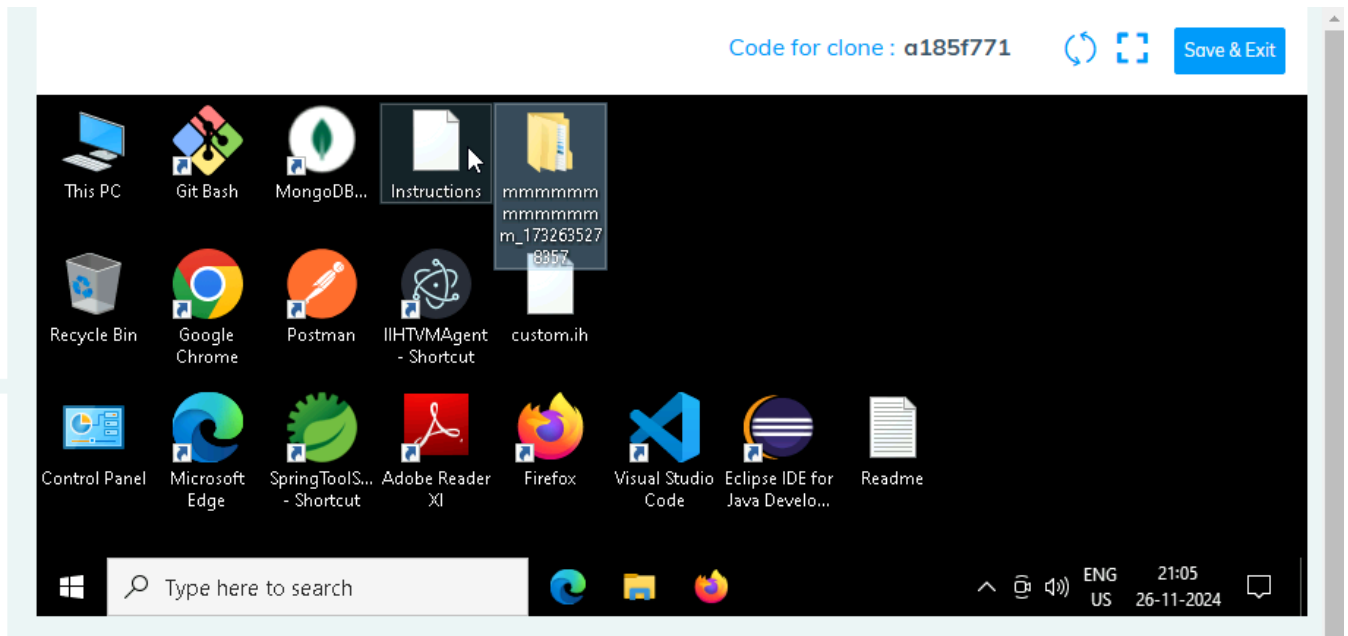 Code for clone : a185f771
Save & Exit
This PC
Git Bash
MongoDB...
Instructions
mmmmmmm
mmmmmmm
m_173263527
8357
Recycle Bin
Google
Chrome
Postman
IIHTVMAgent
- Shortcut
custom.ih
Control Panel
Microsoft
Edge
SpringToolS...
- Shortcut
Adobe Reader
XI
Firefox
Visual Studio
Code
Eclipse IDE for
Java Develo...
Readme
Type here to search
ENG
US
21:05
26-11-2024